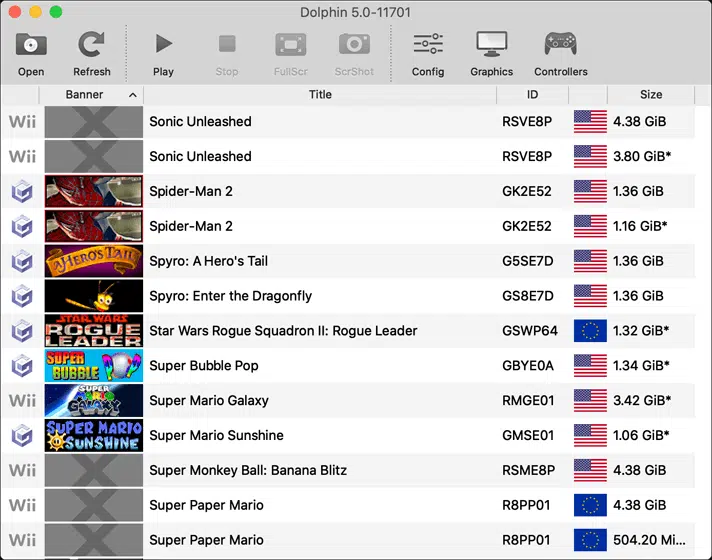 Dolphin 5.0-11701
Open Refresh Play Stop FullScr ScrShot Config Graphics Controllers
Banner Title ID Size
Wii Sonic Unleashed RSVE8P 4.38 GiB
Wii Sonic Unleashed RSVE8P 3.80 GiB*
Spider-Man 2 GK2E52 1.36 GiB
Spider-Man 2 GK2E52 1.16 GiB*
A HERO'S TAIL Spyro: A Hero's Tail G5SE7D 1.36 GiB
Spyro: Enter the Dragonfly GS8E7D 1.36 GiB
STAR WARS ROGUE LEADER Star Wars Rogue Squadron II: Rogue Leader GSWP64 1.32 GiB*
SUPER BUBBLE POP Super Bubble Pop GBYE0A 1.34 GiB*
Wii SUPER MARIO GALAXY Super Mario Galaxy RMGE01 3.42 GiB*
SUPER MARIO SUNSHINE Super Mario Sunshine GMSE01 1.06 GiB*
Wii Super Monkey Ball: Banana Blitz RSME8P 4.38 GiB
Wii Super Paper Mario R8PP01 4.38 GiB
Wii Super Paper Mario R8PP01 504.20 Mi...